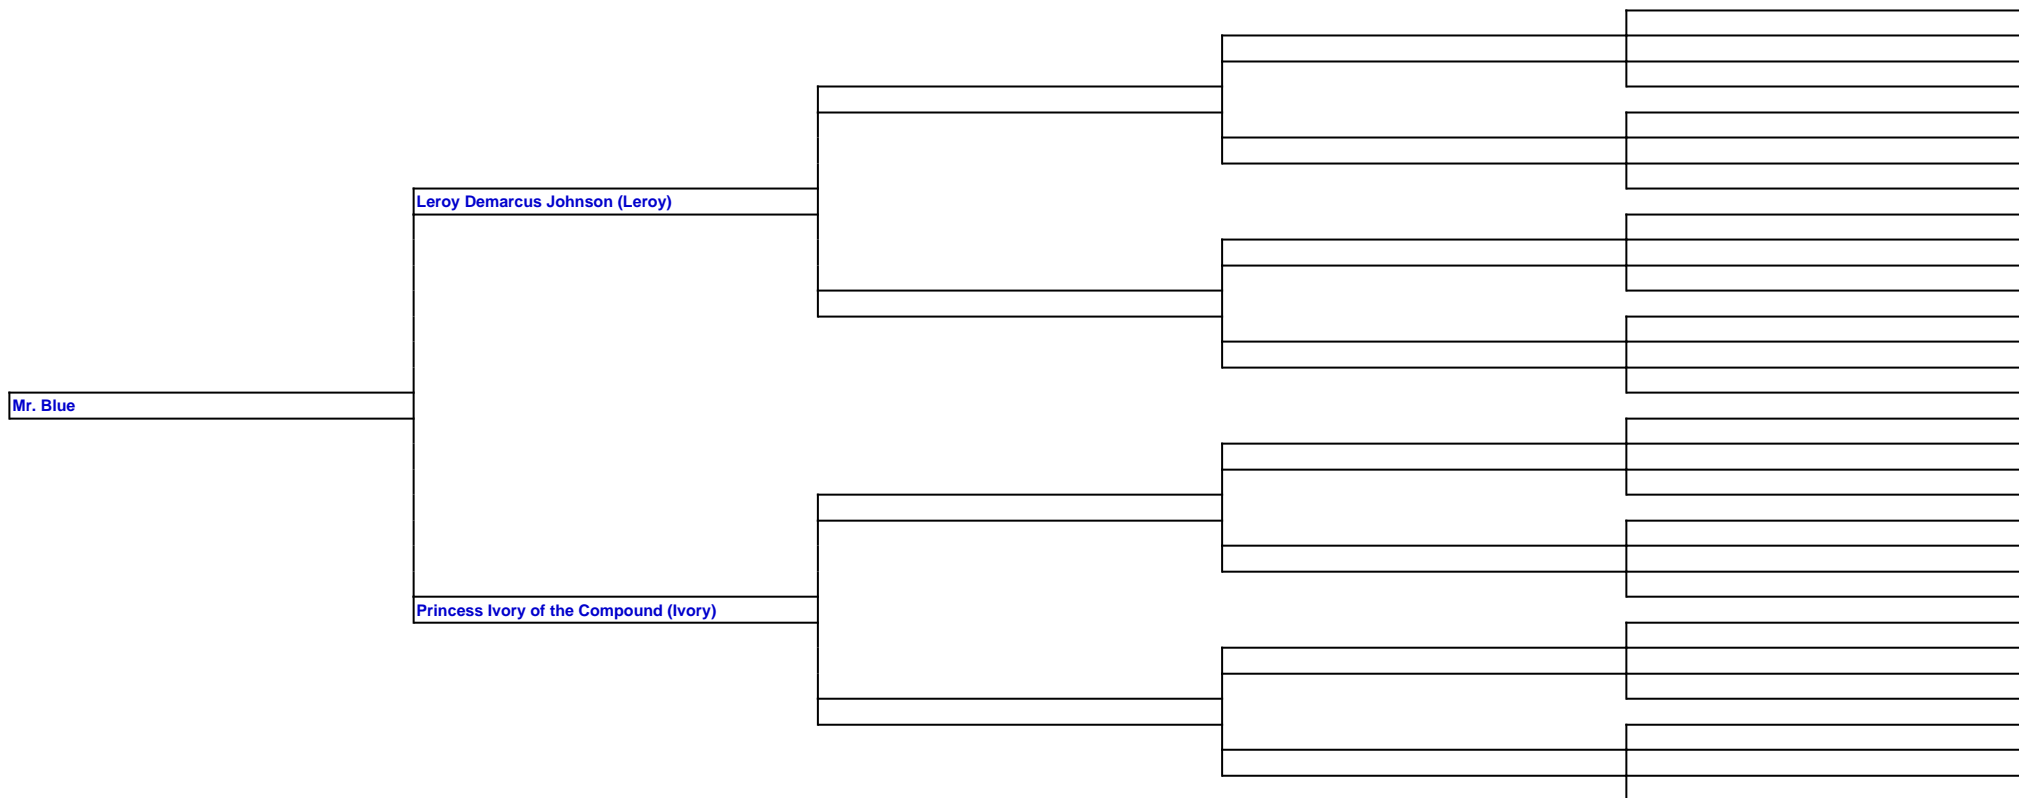 Leroy Demarcus Johnson (Leroy)
Mr. Blue
Princess Ivory of the Compound (Ivory)